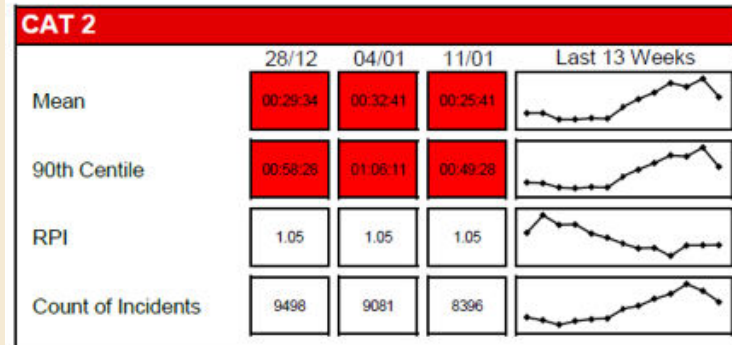 CAT 2
28/12 04/01 11/01 Last 13 Weeks
Mean 00:29:34 00:32:41 00:25:41
90th Centile 00:58:28 01:06:11 00:49:28
RPI 1.05 1.05 1.05
Count of Incidents 9498 9081 8396